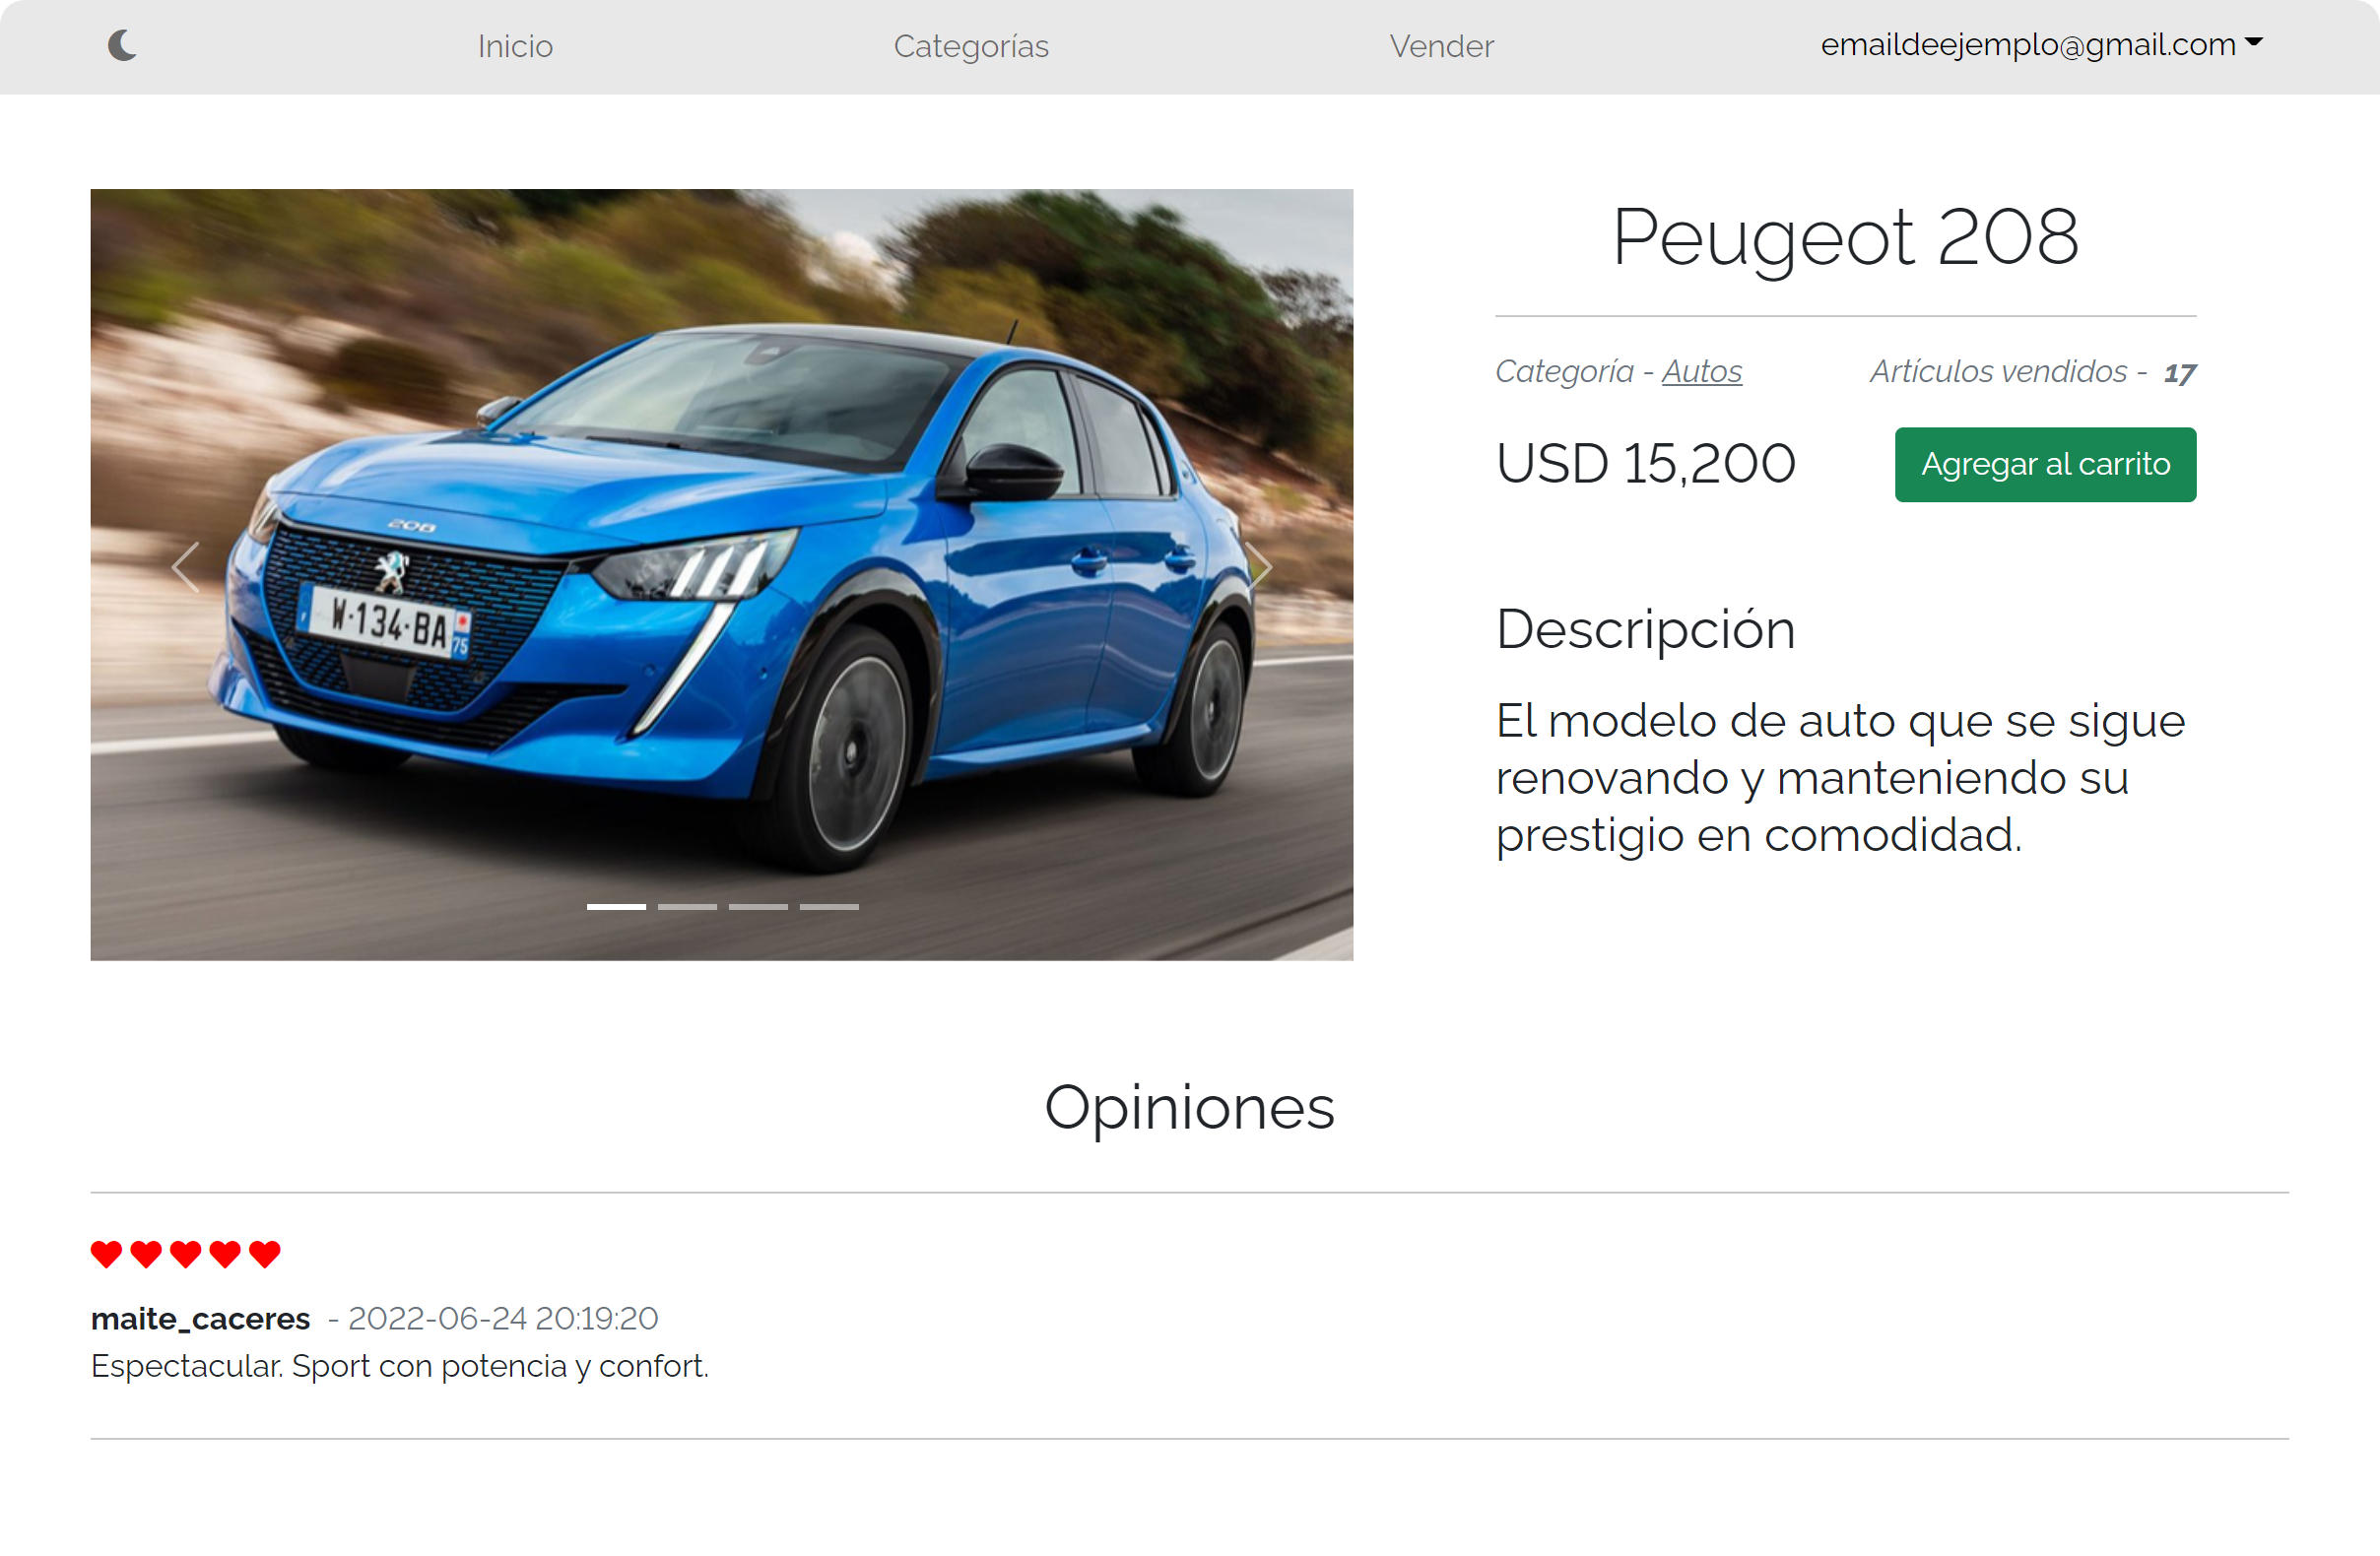 Inicio
Categorías
Vender
emaildeejemplo@gmail.com
Peugeot 208
Categoría - Autos
Artículos vendidos - 17
USD 15,200
Agregar al carrito
208
W-134-BA
75
Descripción
El modelo de auto que se sigue
renovando y manteniendo su
prestigio en comodidad.
Opiniones
maite_caceres - 2022-06-24 20:19:20
Espectacular. Sport con potencia y confort.